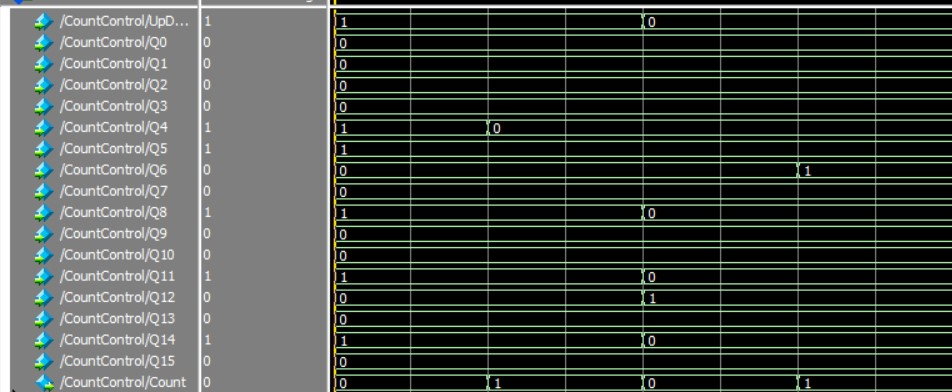 /CountControl/UpD... 1 1 0
/CountControl/Q0 0 0
/CountControl/Q1 0 0
/CountControl/Q2 0 0
/CountControl/Q3 0 0
/CountControl/Q4 1 1 0
/CountControl/Q5 1 1
/CountControl/Q6 0 0 1
/CountControl/Q7 0 0
/CountControl/Q8 1 1 0
/CountControl/Q9 0 0
/CountControl/Q10 0 0
/CountControl/Q11 1 1 0
/CountControl/Q12 0 0 1
/CountControl/Q13 0 0
/CountControl/Q14 1 1 0
/CountControl/Q15 0 0
/CountControl/Count 0 0 1 0 1